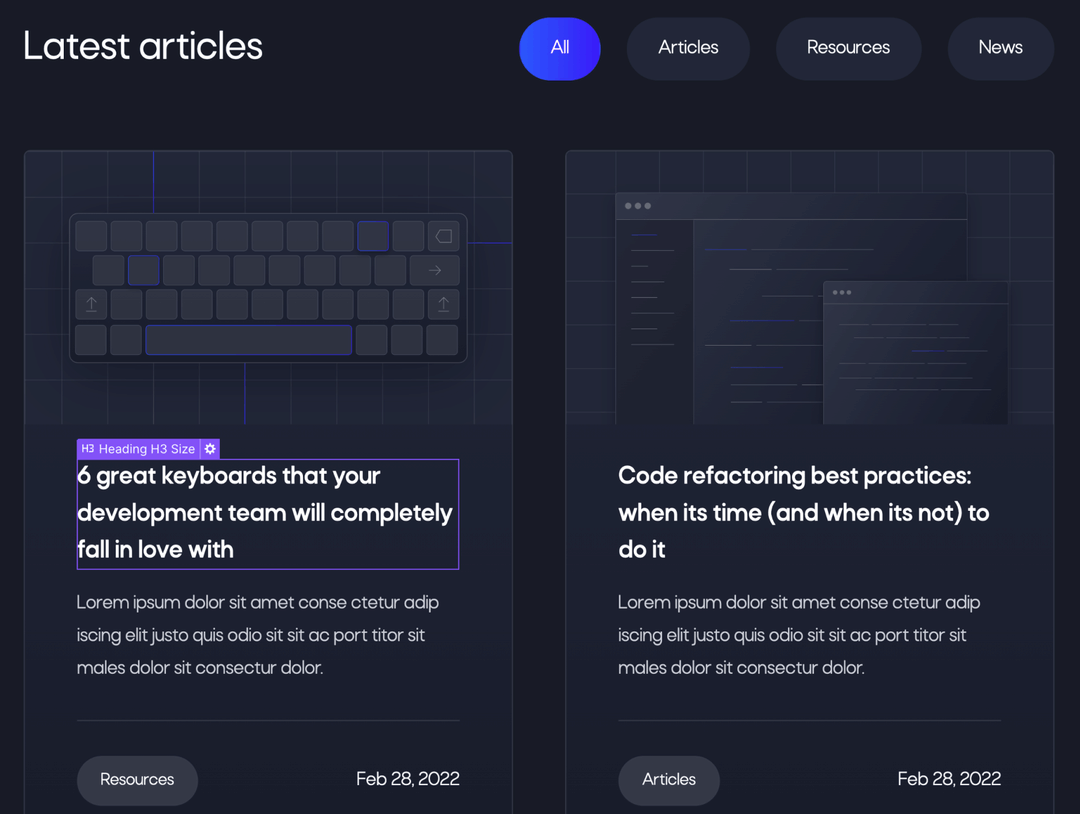 Latest articles
All
Articles
Resources
News
H3 Heading H3 Size
6 great keyboards that your
development team will completely
fall in love with
Lorem ipsum dolor sit amet conse ctetur adip
iscing elit justo quis odio sit sit ac port titor sit
males dolor sit consectur dolor.
Resources
Feb 28, 2022
Code refactoring best practices:
when its time (and when its not) to
do it
Lorem ipsum dolor sit amet conse ctetur adip
iscing elit justo quis odio sit sit ac port titor sit
males dolor sit consectur dolor.
Articles
Feb 28, 2022